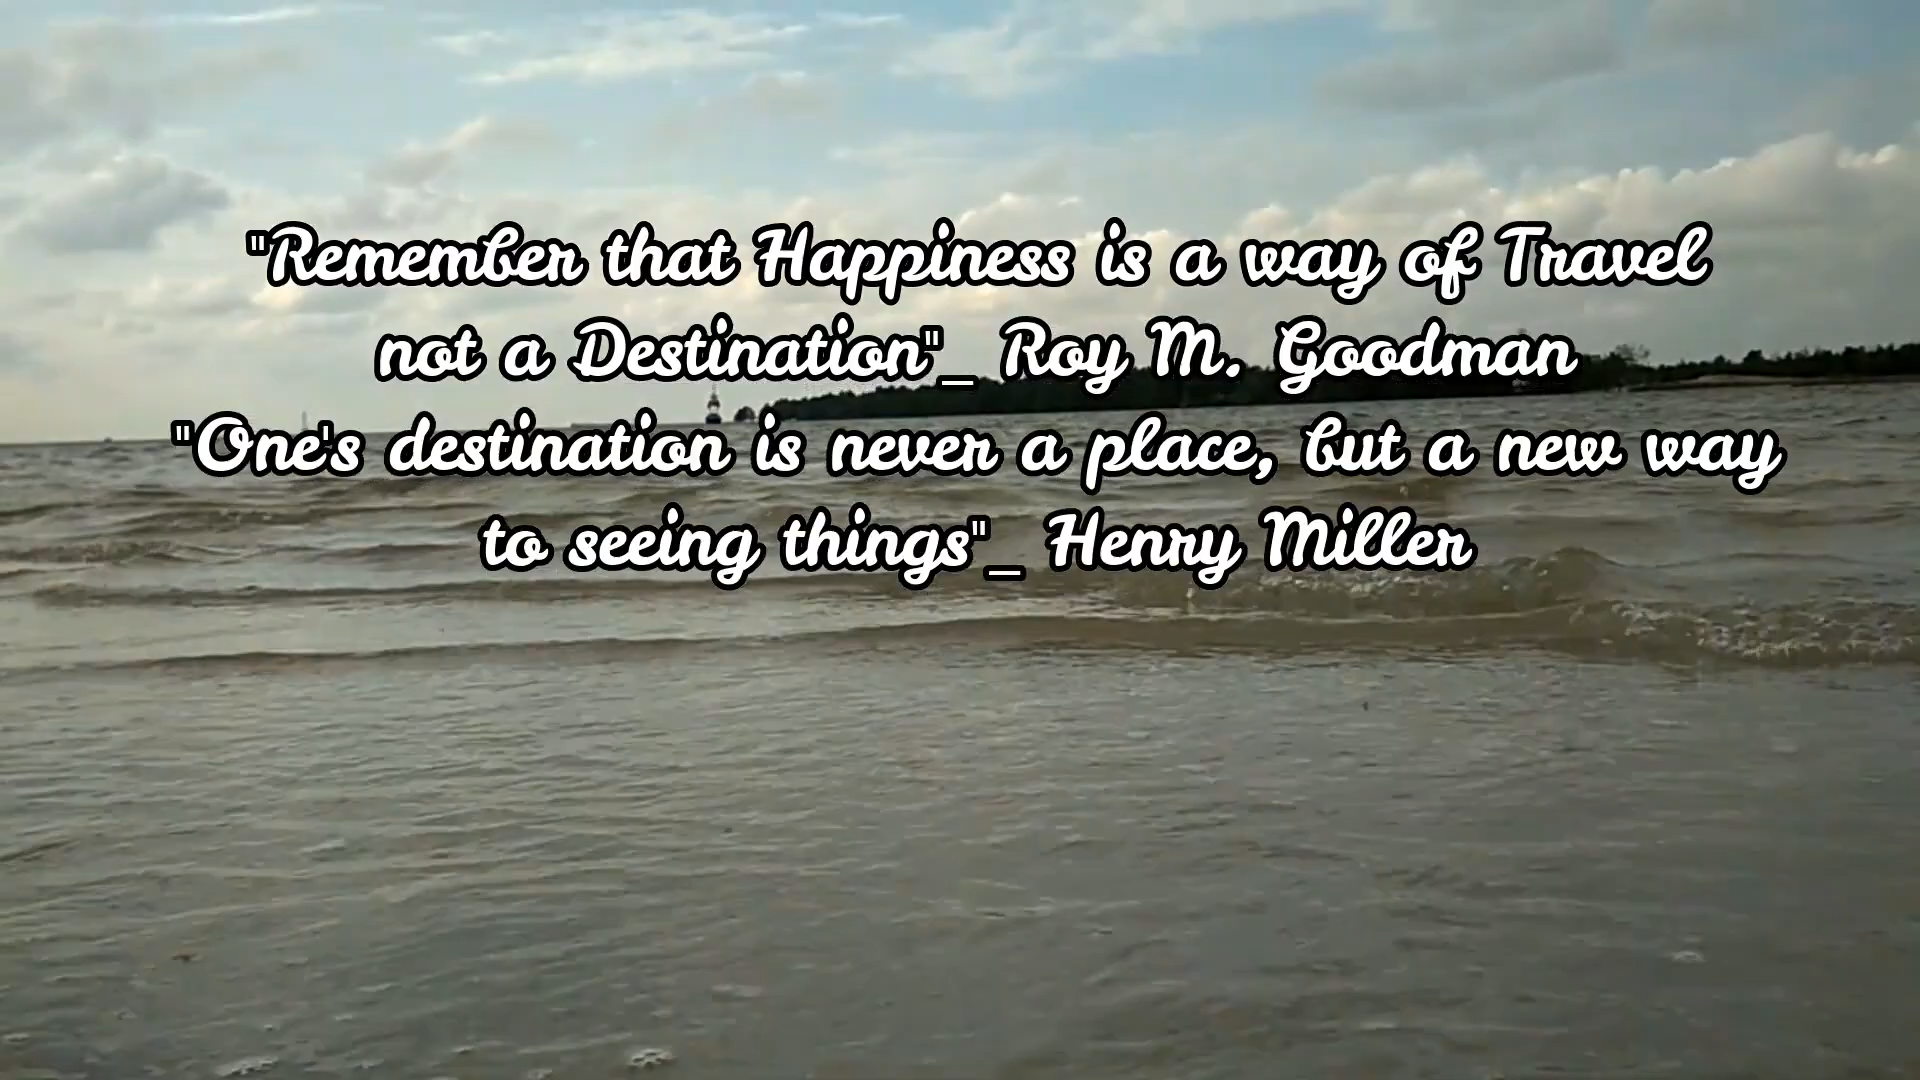 "Remember that Happiness is a way of Travel
not a Destination"_ Roy M. Goodman
"One's destination is never a place, but a new way
to seeing things"_ Henry Miller